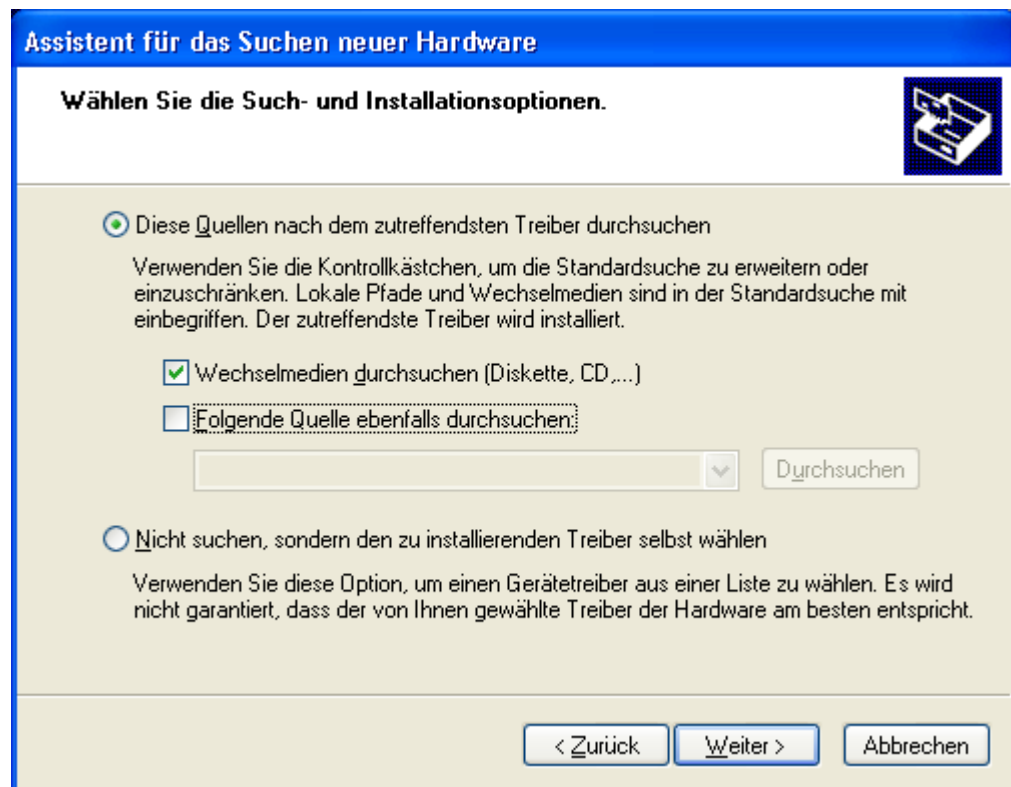 Assistent für das Suchen neuer Hardware
Wählen Sie die Such- und Installationsoptionen.
Diese Quellen nach dem zutreffendsten Treiber durchsuchen
Verwenden Sie die Kontrollkästchen, um die Standardsuche zu erweitern oder
einzuschränken. Lokale Pfade und Wechselmedien sind in der Standardsuche mit
einbegriffen. Der zutreffendste Treiber wird installiert.
Wechselmedien durchsuchen (Diskette, CD,...)
Folgende Quelle ebenfalls durchsuchen:
Durchsuchen
Nicht suchen, sondern den zu installierenden Treiber selbst wählen
Verwenden Sie diese Option, um einen Gerätetreiber aus einer Liste zu wählen. Es wird
nicht garantiert, dass der von Ihnen gewählte Treiber der Hardware am besten entspricht.
< Zurück Weiter > Abbrechen